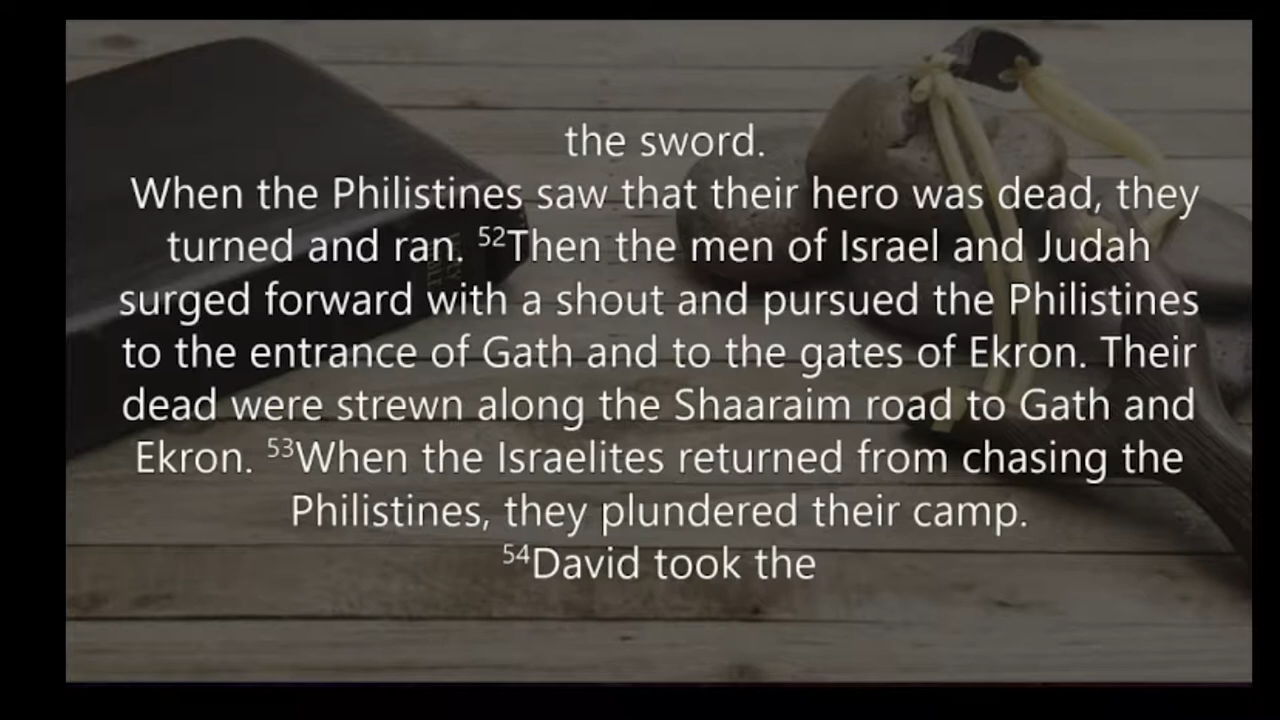 the sword.
When the Philistines saw that their hero was dead, they
turned and ran. ⁵²Then the men of Israel and Judah
surged forward with a shout and pursued the Philistines
to the entrance of Gath and to the gates of Ekron. Their
dead were strewn along the Shaaraim road to Gath and
Ekron. ⁵³When the Israelites returned from chasing the
Philistines, they plundered their camp.
⁵⁴David took the
HOLY
BIBLE